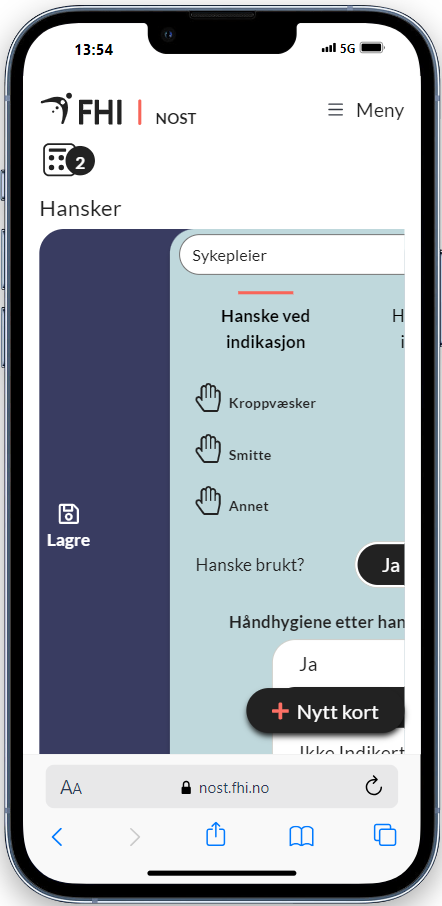 13:54
5G
FHI
NOST
Meny
2
Hansker
Sykepleier
Hanske ved
indikasjon
H
i
Kroppvæsker
Smitte
Annet
Lagre
Hanske brukt?
Ja
Håndhygiene etter han
Ja
+ Nytt kort
Ikke Indikert
AA
nost.fhi.no